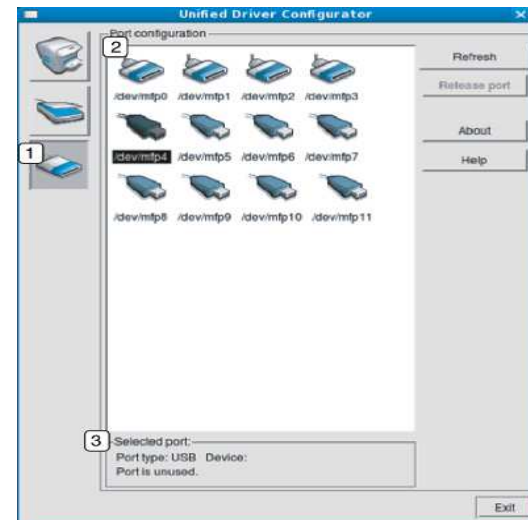 Unified Driver Configurator
Port configuration
2
/dev/mfp0 /dev/mfp1 /dev/mfp2 /dev/mfp3
/dev/mfp4 /dev/mfp5 /dev/mfp6 /dev/mfp7
/dev/mfp8 /dev/mfp9 /dev/mfp10 /dev/mfp11
Refresh
Release port
About
Help
1
3
Selected port:
Port type: USB Device:
Port is unused.
Exit